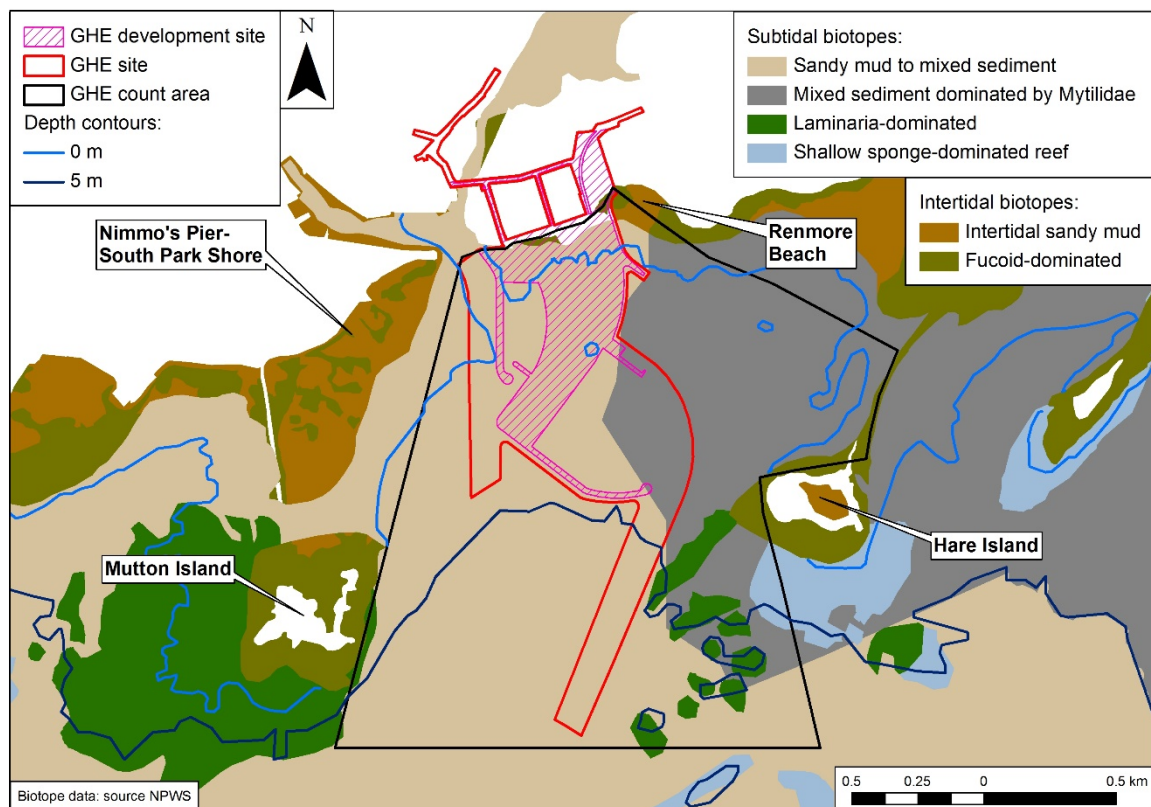 GHE development site
GHE site
GHE count area
Depth contours:
0 m
5 m
N
Subtidal biotopes:
Sandy mud to mixed sediment
Mixed sediment dominated by Mytilidae
Laminaria-dominated
Shallow sponge-dominated reef
Intertidal biotopes:
Intertidal sandy mud
Fucoid-dominated
Nimmo's Pier-
South Park Shore
Renmore
Beach
Mutton Island
Hare Island
Biotope data: source NPWS
0.5 0.25 0 0.5 km